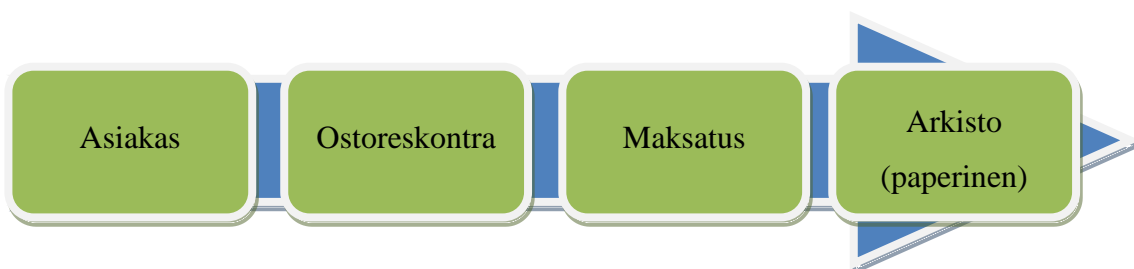 Asiakas
Ostoreskontra
Maksatus
Arkisto
(paperinen)